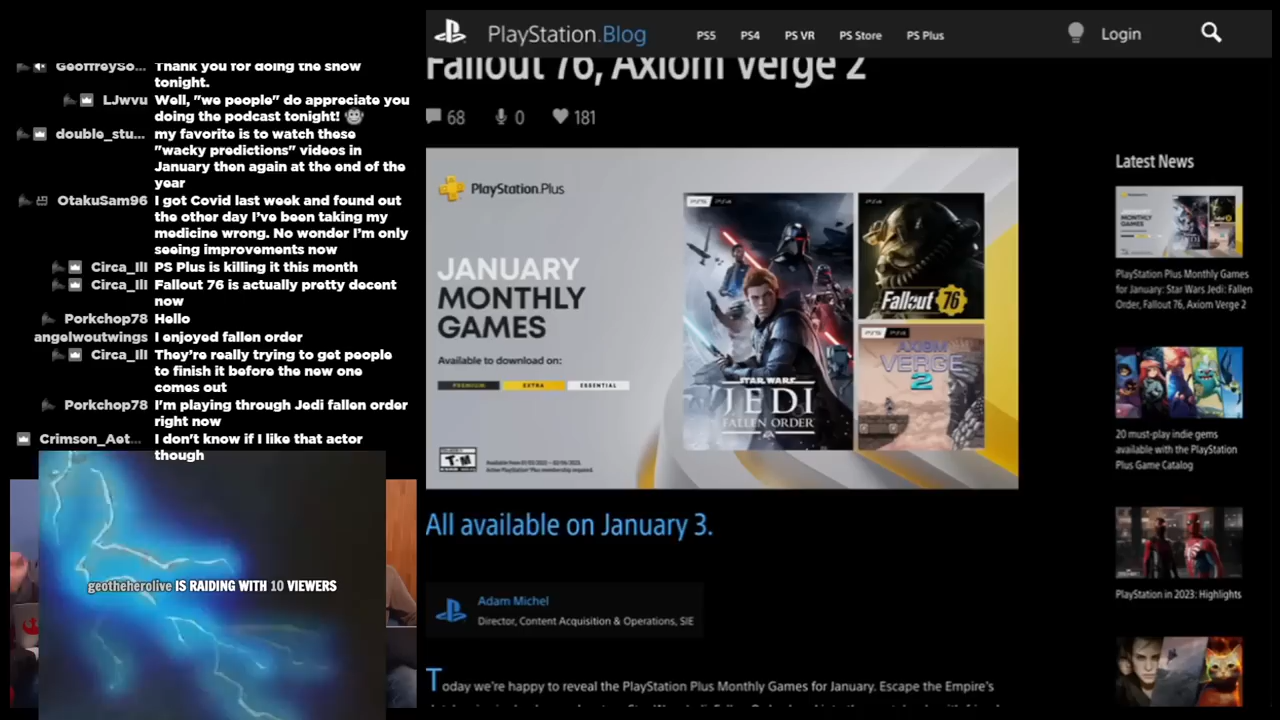 GeoffreySo... Thank you for doing the show
tonight.
LJwvu Well, "we people" do appreciate you
doing the podcast tonight!
double_stu... my favorite is to watch these
"wacky predictions" videos in
January then again at the end of the
year
OtakuSam96 I got Covid last week and found out
the other day I've been taking my
medicine wrong. No wonder I'm only
seeing improvements now
Circa_Ill PS Plus is killing it this month
Circa_Ill Fallout 76 is actually pretty decent
now
Porkchop78 Hello
angelwoutwings I enjoyed fallen order
Circa_Ill They're really trying to get people
to finish it before the new one
comes out
Porkchop78 I'm playing through Jedi fallen order
right now
Crimson_Aet... I don't know if I like that actor
though
geotheherolive IS RAIDING WITH 10 VIEWERS
PlayStation.Blog PS5 PS4 PS VR PS Store PS Plus Login
Fallout 76, Axiom Verge 2
68 0 181
PlayStation.Plus
JANUARY
MONTHLY
GAMES
Available to download on:
PREMIUM EXTRA ESSENTIAL
PS5 PS4
STAR WARS
JEDI
FALLEN ORDER
PS4
Fallout 76
PS5 PS4
AXIOM
VERGE
2
All available on January 3.
Adam Michel
Director, Content Acquisition & Operations, SIE
Today we're happy to reveal the PlayStation Plus Monthly Games for January. Escape the Empire's
Latest News
PlayStation Plus Monthly Games
for January: Star Wars Jedi: Fallen
Order, Fallout 76, Axiom Verge 2
20 must-play indie gems
available with the PlayStation
Plus Game Catalog
PlayStation in 2023: Highlights